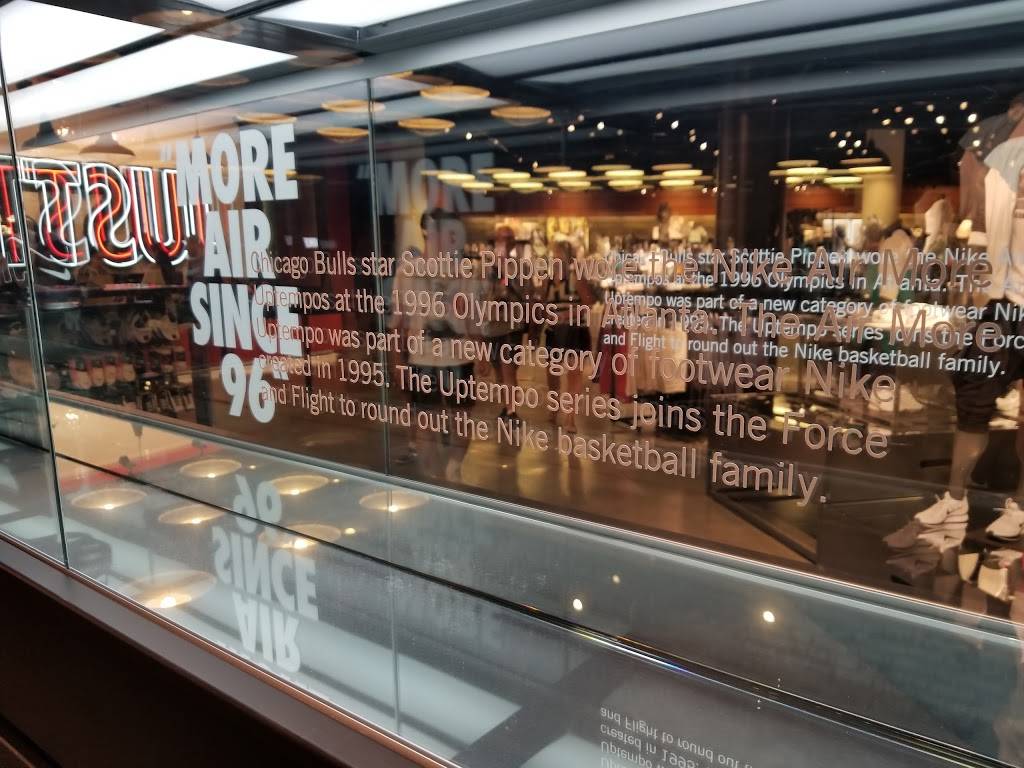 "MORE
AIR
SINCE
96
Chicago Bulls star Scottie Pippen wore the Nike Air More
Uptempos at the 1996 Olympics in Atlanta. The Air More
Uptempo was part of a new category of footwear Nike
created in 1995. The Uptempo series joins the Force
and Flight to round out the Nike basketball family.